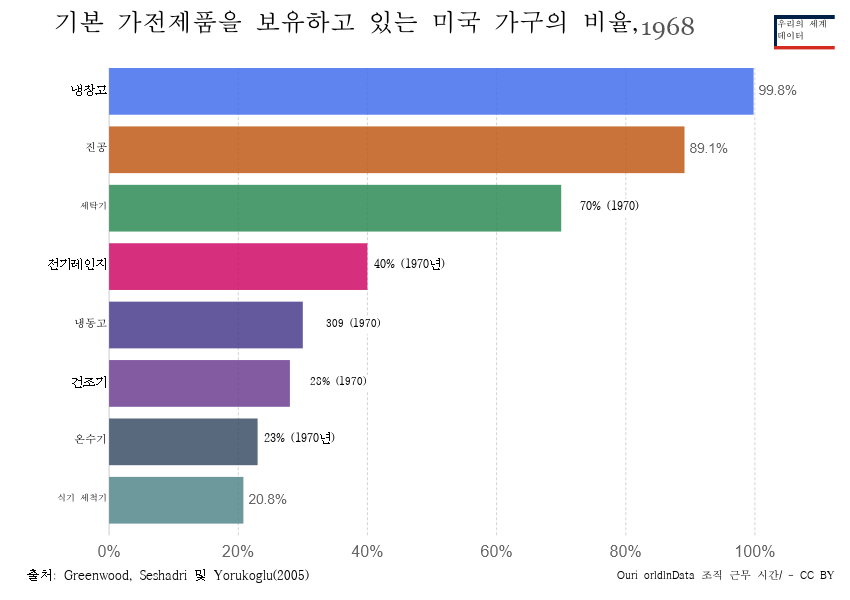 기본 가전제품을 보유하고 있는 미국 가구의 비율,1968
우리의 세계
데이터
냉장고 99.8%
진공 89.1%
세탁기 70% (1970)
전기레인지 40% (1970년)
냉동고 309 (1970)
건조기 28% (1970)
온수기 23% (1970년)
식기 세척기 20.8%
0% 20% 40% 60% 80% 100%
출처: Greenwood, Seshadri 및 Yorukoglu(2005)
Ouri orldlnData 조직 근무 시간/ - CC BY